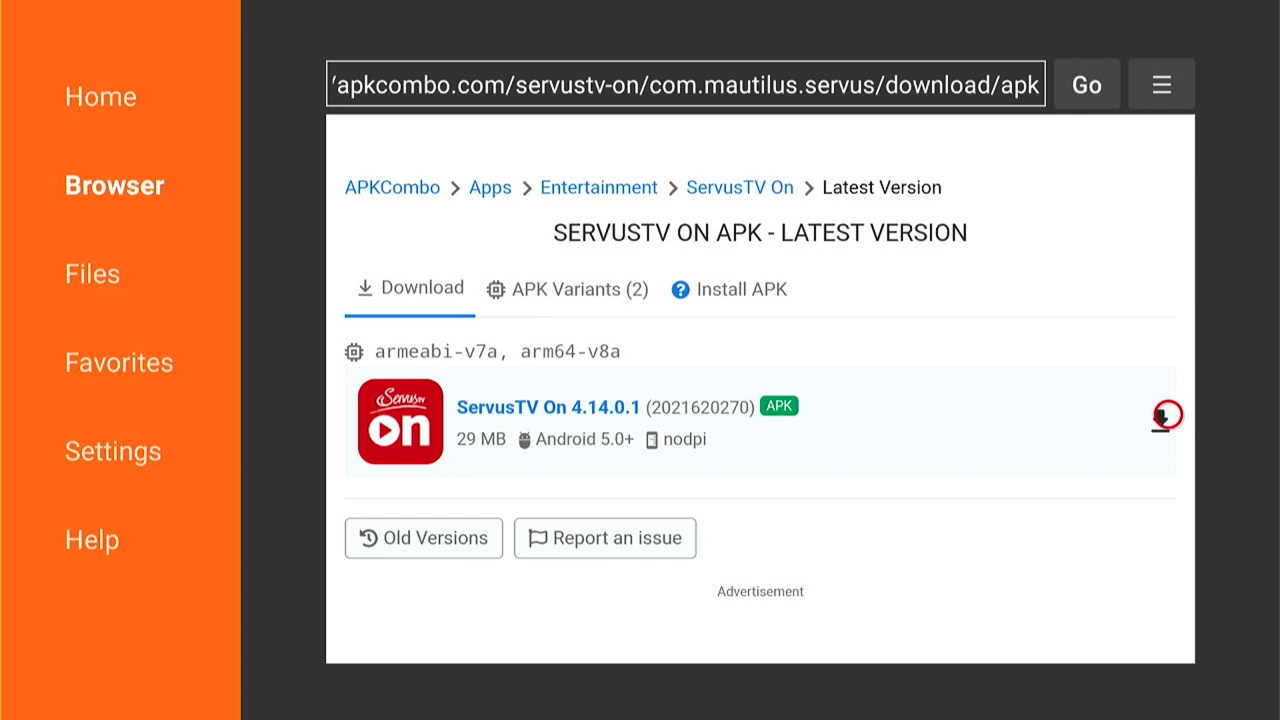 Home
Browser
Files
Favorites
Settings
Help
/apkcombo.com/servustv-on/com.mautilus.servus/download/apk
Go
APKCombo > Apps > Entertainment > ServusTV On > Latest Version
SERVUSTV ON APK - LATEST VERSION
Download APK Variants (2) Install APK
armeabi-v7a, arm64-v8a
ServusTV on
ServusTV On 4.14.0.1 (2021620270) APK
29 MB Android 5.0+ nodpi
Old Versions Report an issue
Advertisement